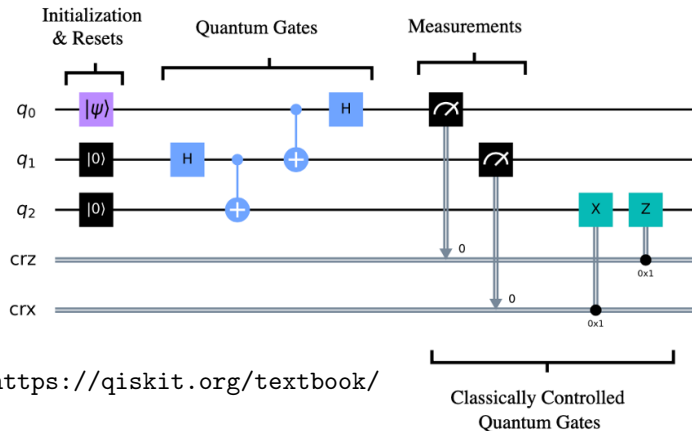 Initialization
& Resets
Quantum Gates
Measurements
q₀ |ψ⟩ H
q₁ |0⟩ H
q₂ |0⟩ X Z
crz 0 0x1
crx 0 0x1
https://qiskit.org/textbook/
Classically Controlled
Quantum Gates